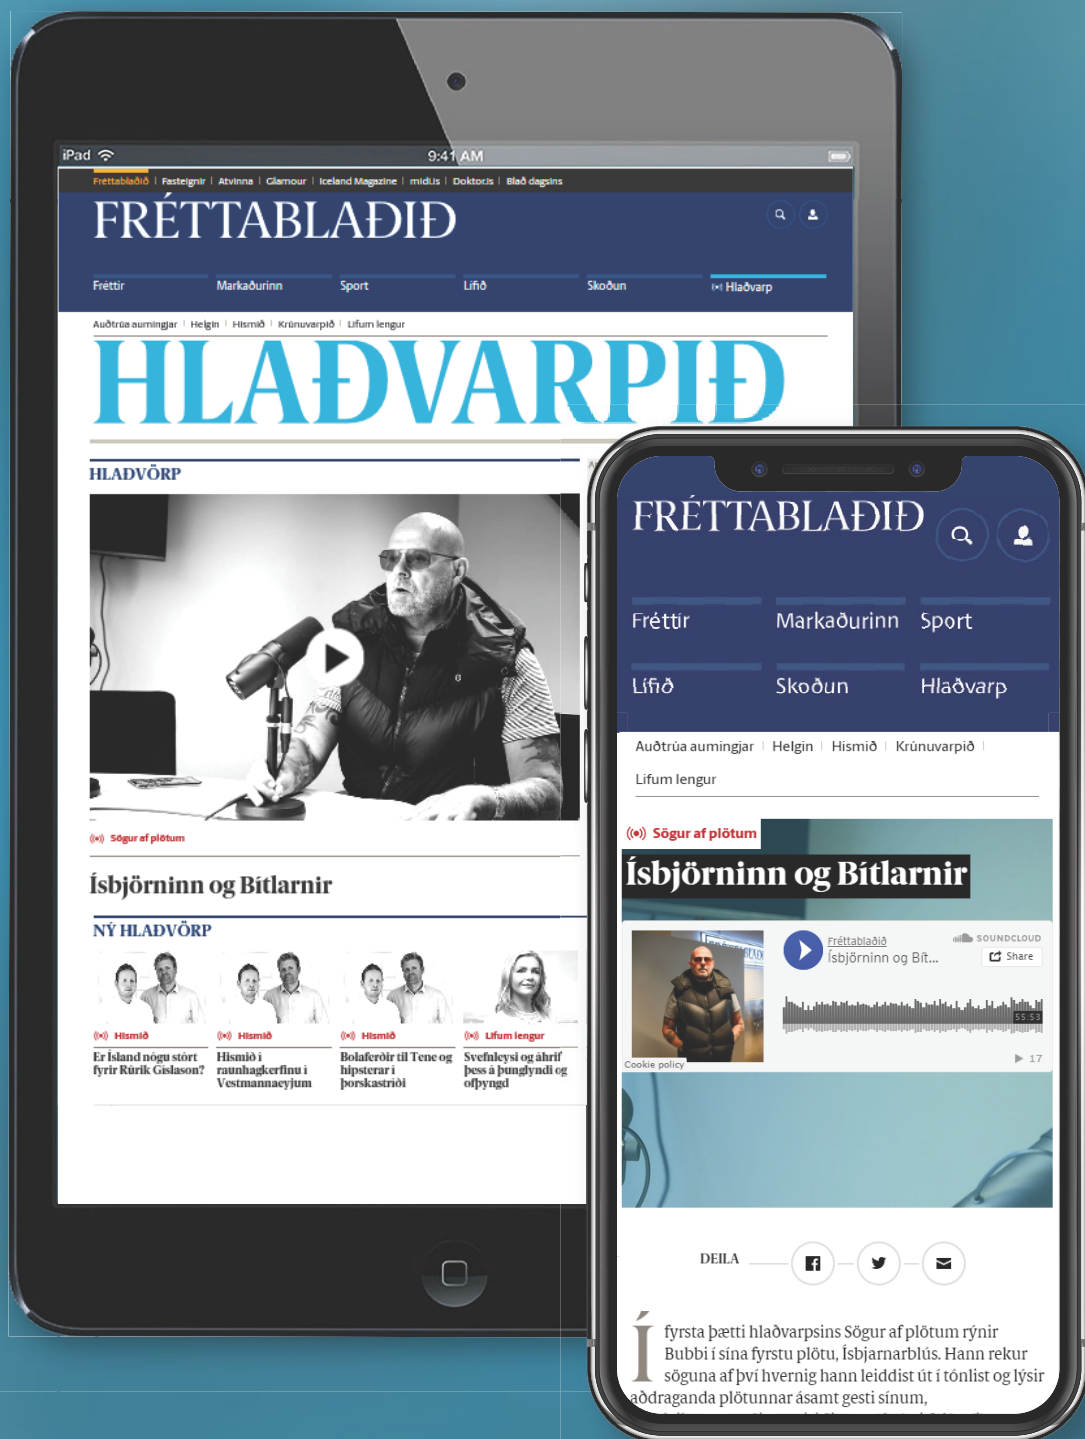 iPad
9:41 AM
Fréttablaðið | Fasteignir | Atvinna | Glamour | Iceland Magazine | midi.is | Doktor.is | Blað dagsins
FRÉTTABLAÐIÐ
Fréttir Markaðurinn Sport Lífið Skoðun Hlaðvarp
Auðtrúa aumingjar | Helgin | Hismið | Krúnuvarpið | Lifum lengur
HLAÐVARPIÐ
HLAÐVÖRP
Sögur af plötum
Ísbjörninn og Bítlarnir
NÝ HLAÐVÖRP
Hismið
Er Ísland nógu stórt
fyrir Rúrik Gíslason?
Hismið
Hismið í
raunhagkerfinu í
Vestmannaeyjum
Hismið
Bolaferðir til Tene og
hipsterar í
þorskastríði
Lifum lengur
Svefnleysi og áhrif
þess á þunglyndi og
ofþyngd
FRÉTTABLAÐIÐ
Fréttir Markaðurinn Sport
Lífið Skoðun Hlaðvarp
Auðtrúa aumingjar | Helgin | Hismið | Krúnuvarpið |
Lifum lengur
Sögur af plötum
Ísbjörninn og Bítlarnir
Fréttablaðið
Ísbjörninn og Bít...
SOUNDCLOUD
Share
55:53
Cookie policy
17
DEILA
Í fyrsta þætti hlaðvarpsins Sögur af plötum rýnir
Bubbi í sína fyrstu plötu, Ísbjarnarblús. Hann rekur
söguna af því hvernig hann leiddist út í tónlist og lýsir
aðdraganda plötunnar ásamt gesti sínum,